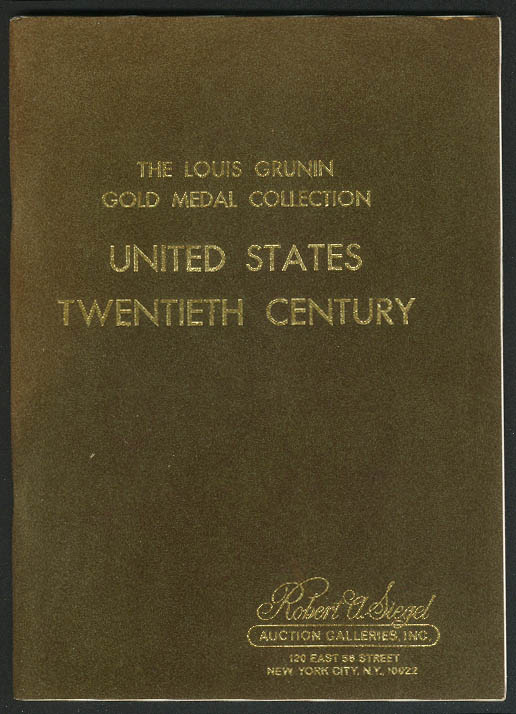 THE LOUIS GRUNIN
GOLD MEDAL COLLECTION
UNITED STATES
TWENTIETH CENTURY
Robert A. Siegel
AUCTION GALLERIES, INC.
120 EAST 56 STREET
NEW YORK CITY, N.Y. 10022